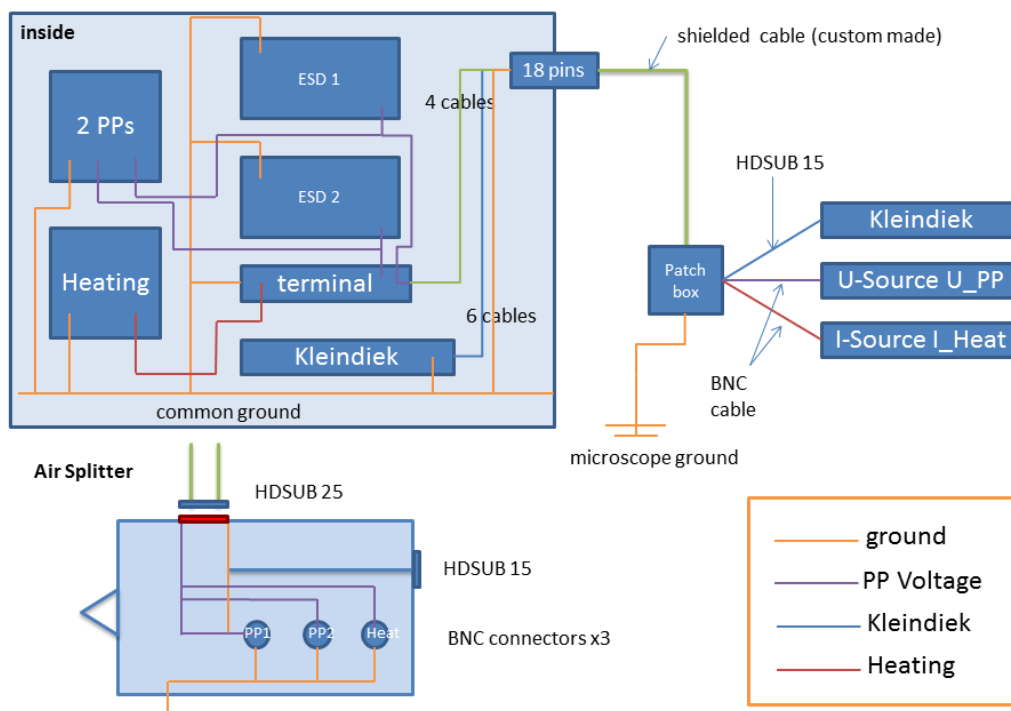 inside
ESD 1
2 PPs
4 cables
18 pins
shielded cable (custom made)
ESD 2
HDSUB 15
Heating
terminal
Kleindiek
6 cables
Patch
box
Kleindiek
U-Source U_PP
I-Source I_Heat
BNC
cable
common ground
microscope ground
Air Splitter
HDSUB 25
HDSUB 15
PP1
PP2
Heat
BNC connectors x3
ground
PP Voltage
Kleindiek
Heating